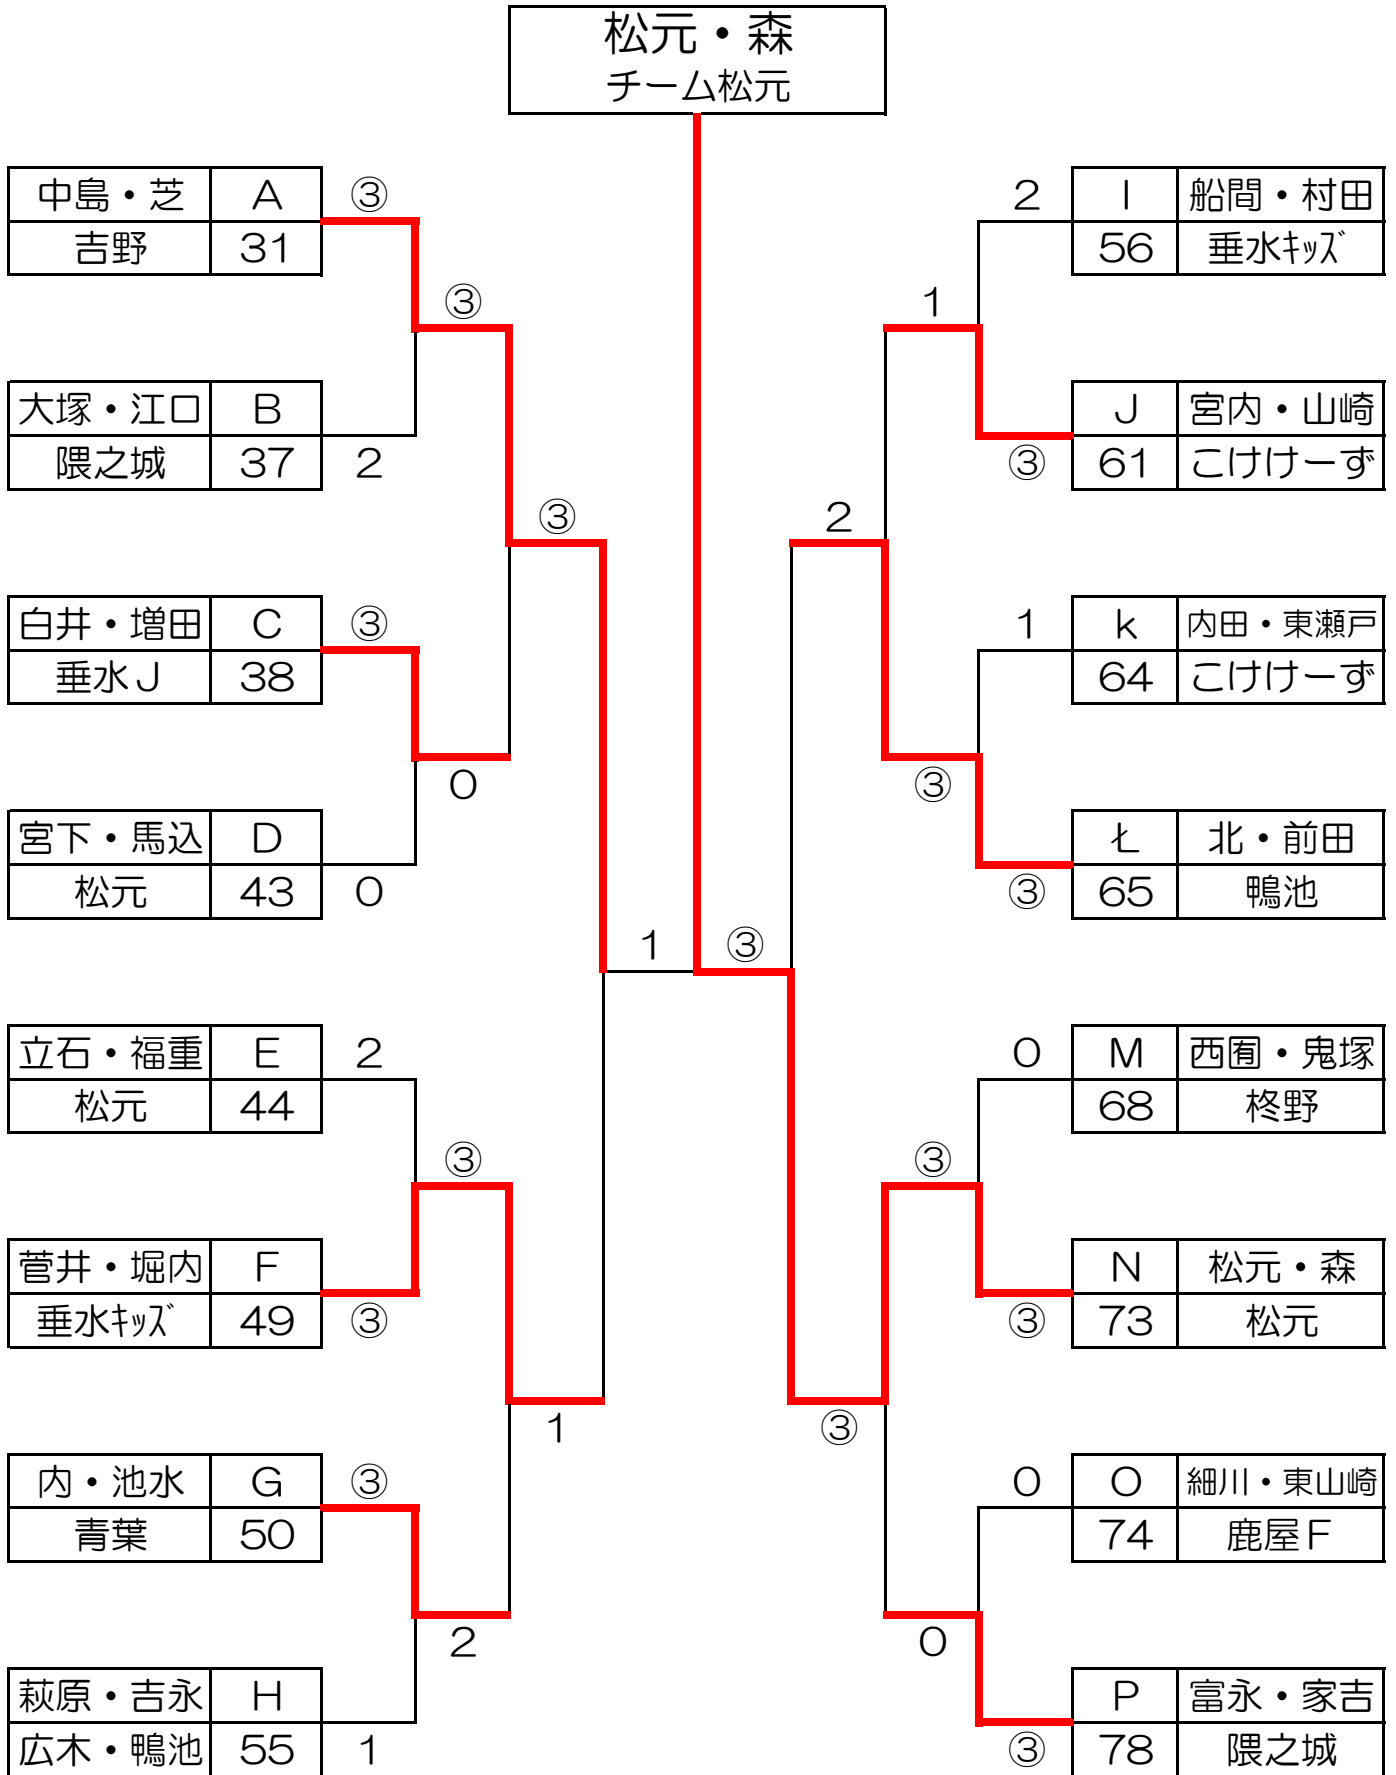 松元・森
チーム松元
中島・芝 A ③
吉野 31
③
大塚・江口 B
隈之城 37 2
③
白井・増田 C ③
垂水J 38
0
宮下・馬込 D
松元 43 0
1
立石・福重 E 2
松元 44
③
菅井・堀内 F
垂水キッズ 49 ③
1
内・池水 G ③
青葉 50
2
萩原・吉永 H
広木・鴨池 55 1
2 I 船間・村田
56 垂水キッズ
1
J 宮内・山崎
③ 61 こけけーず
2
1 k 内田・東瀬戸
64 こけけーず
③
Ł 北・前田
③ 65 鴨池
③
0 M 西囿・鬼塚
68 柊野
③
N 松元・森
③ 73 松元
③
0 O 細川・東山崎
74 鹿屋F
0
P 富永・家吉
③ 78 隈之城